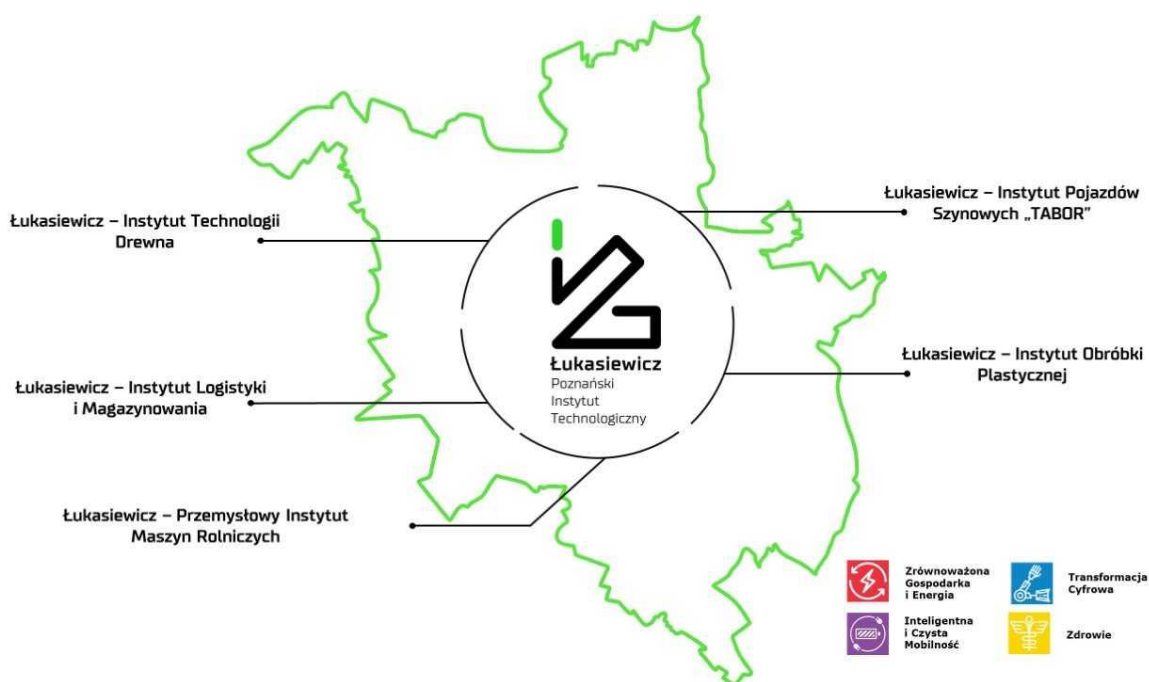 Łukasiewicz – Instytut Technologii
Drewna
Łukasiewicz – Instytut Pojazdów
Szynowych „TABOR”
Łukasiewicz
Poznański
Instytut
Technologiczny
Łukasiewicz – Instytut Logistyki
i Magazynowania
Łukasiewicz – Instytut Obróbki
Plastycznej
Łukasiewicz – Przemysłowy Instytut
Maszyn Rolniczych
Zrównoważona
Gospodarka
i Energia
Transformacja
Cyfrowa
Inteligentna
i Czysta
Mobilność
Zdrowie